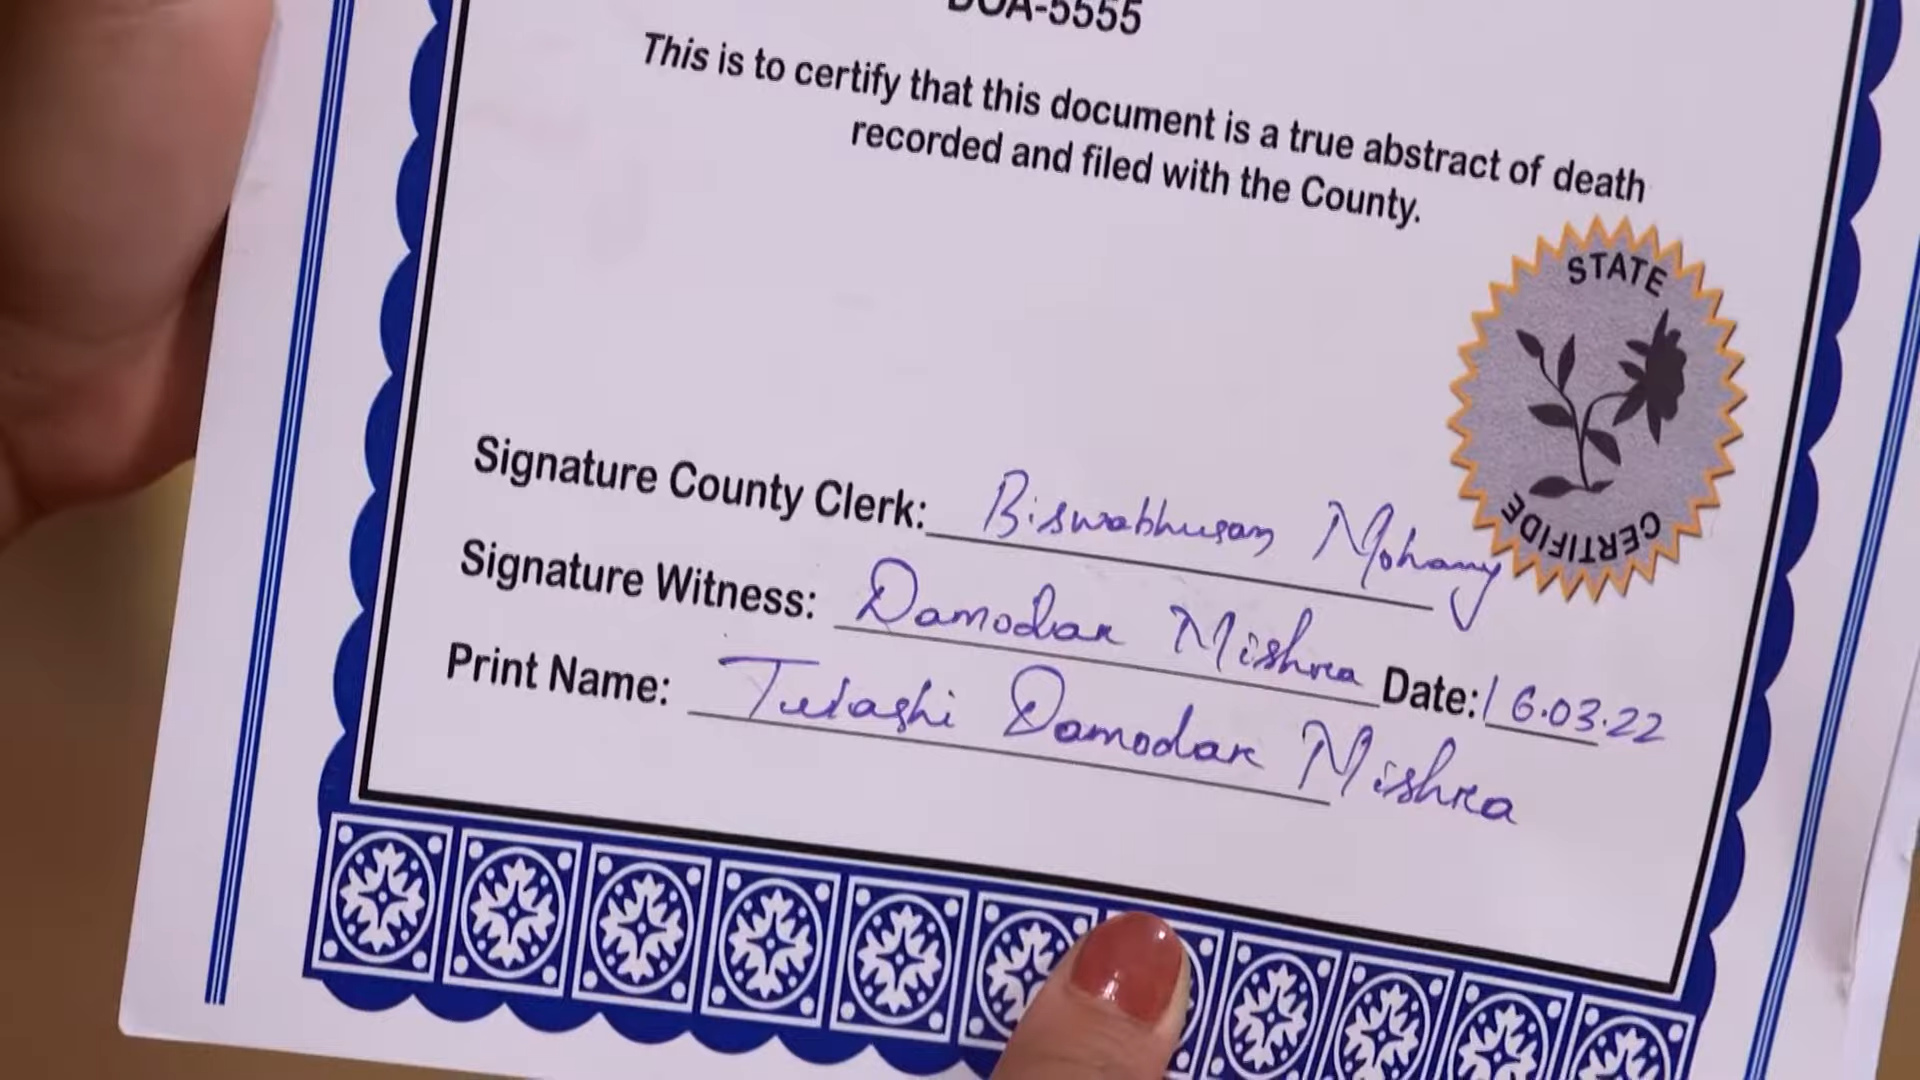 DOA-5555
This is to certify that this document is a true abstract of death
recorded and filed with the County.
STATE
CERTIFIDE
Signature County Clerk: Biswabhusan Mohany
Signature Witness: Damodar Mishra Date: 16.03.22
Print Name: Tulashi Damodar Mishra